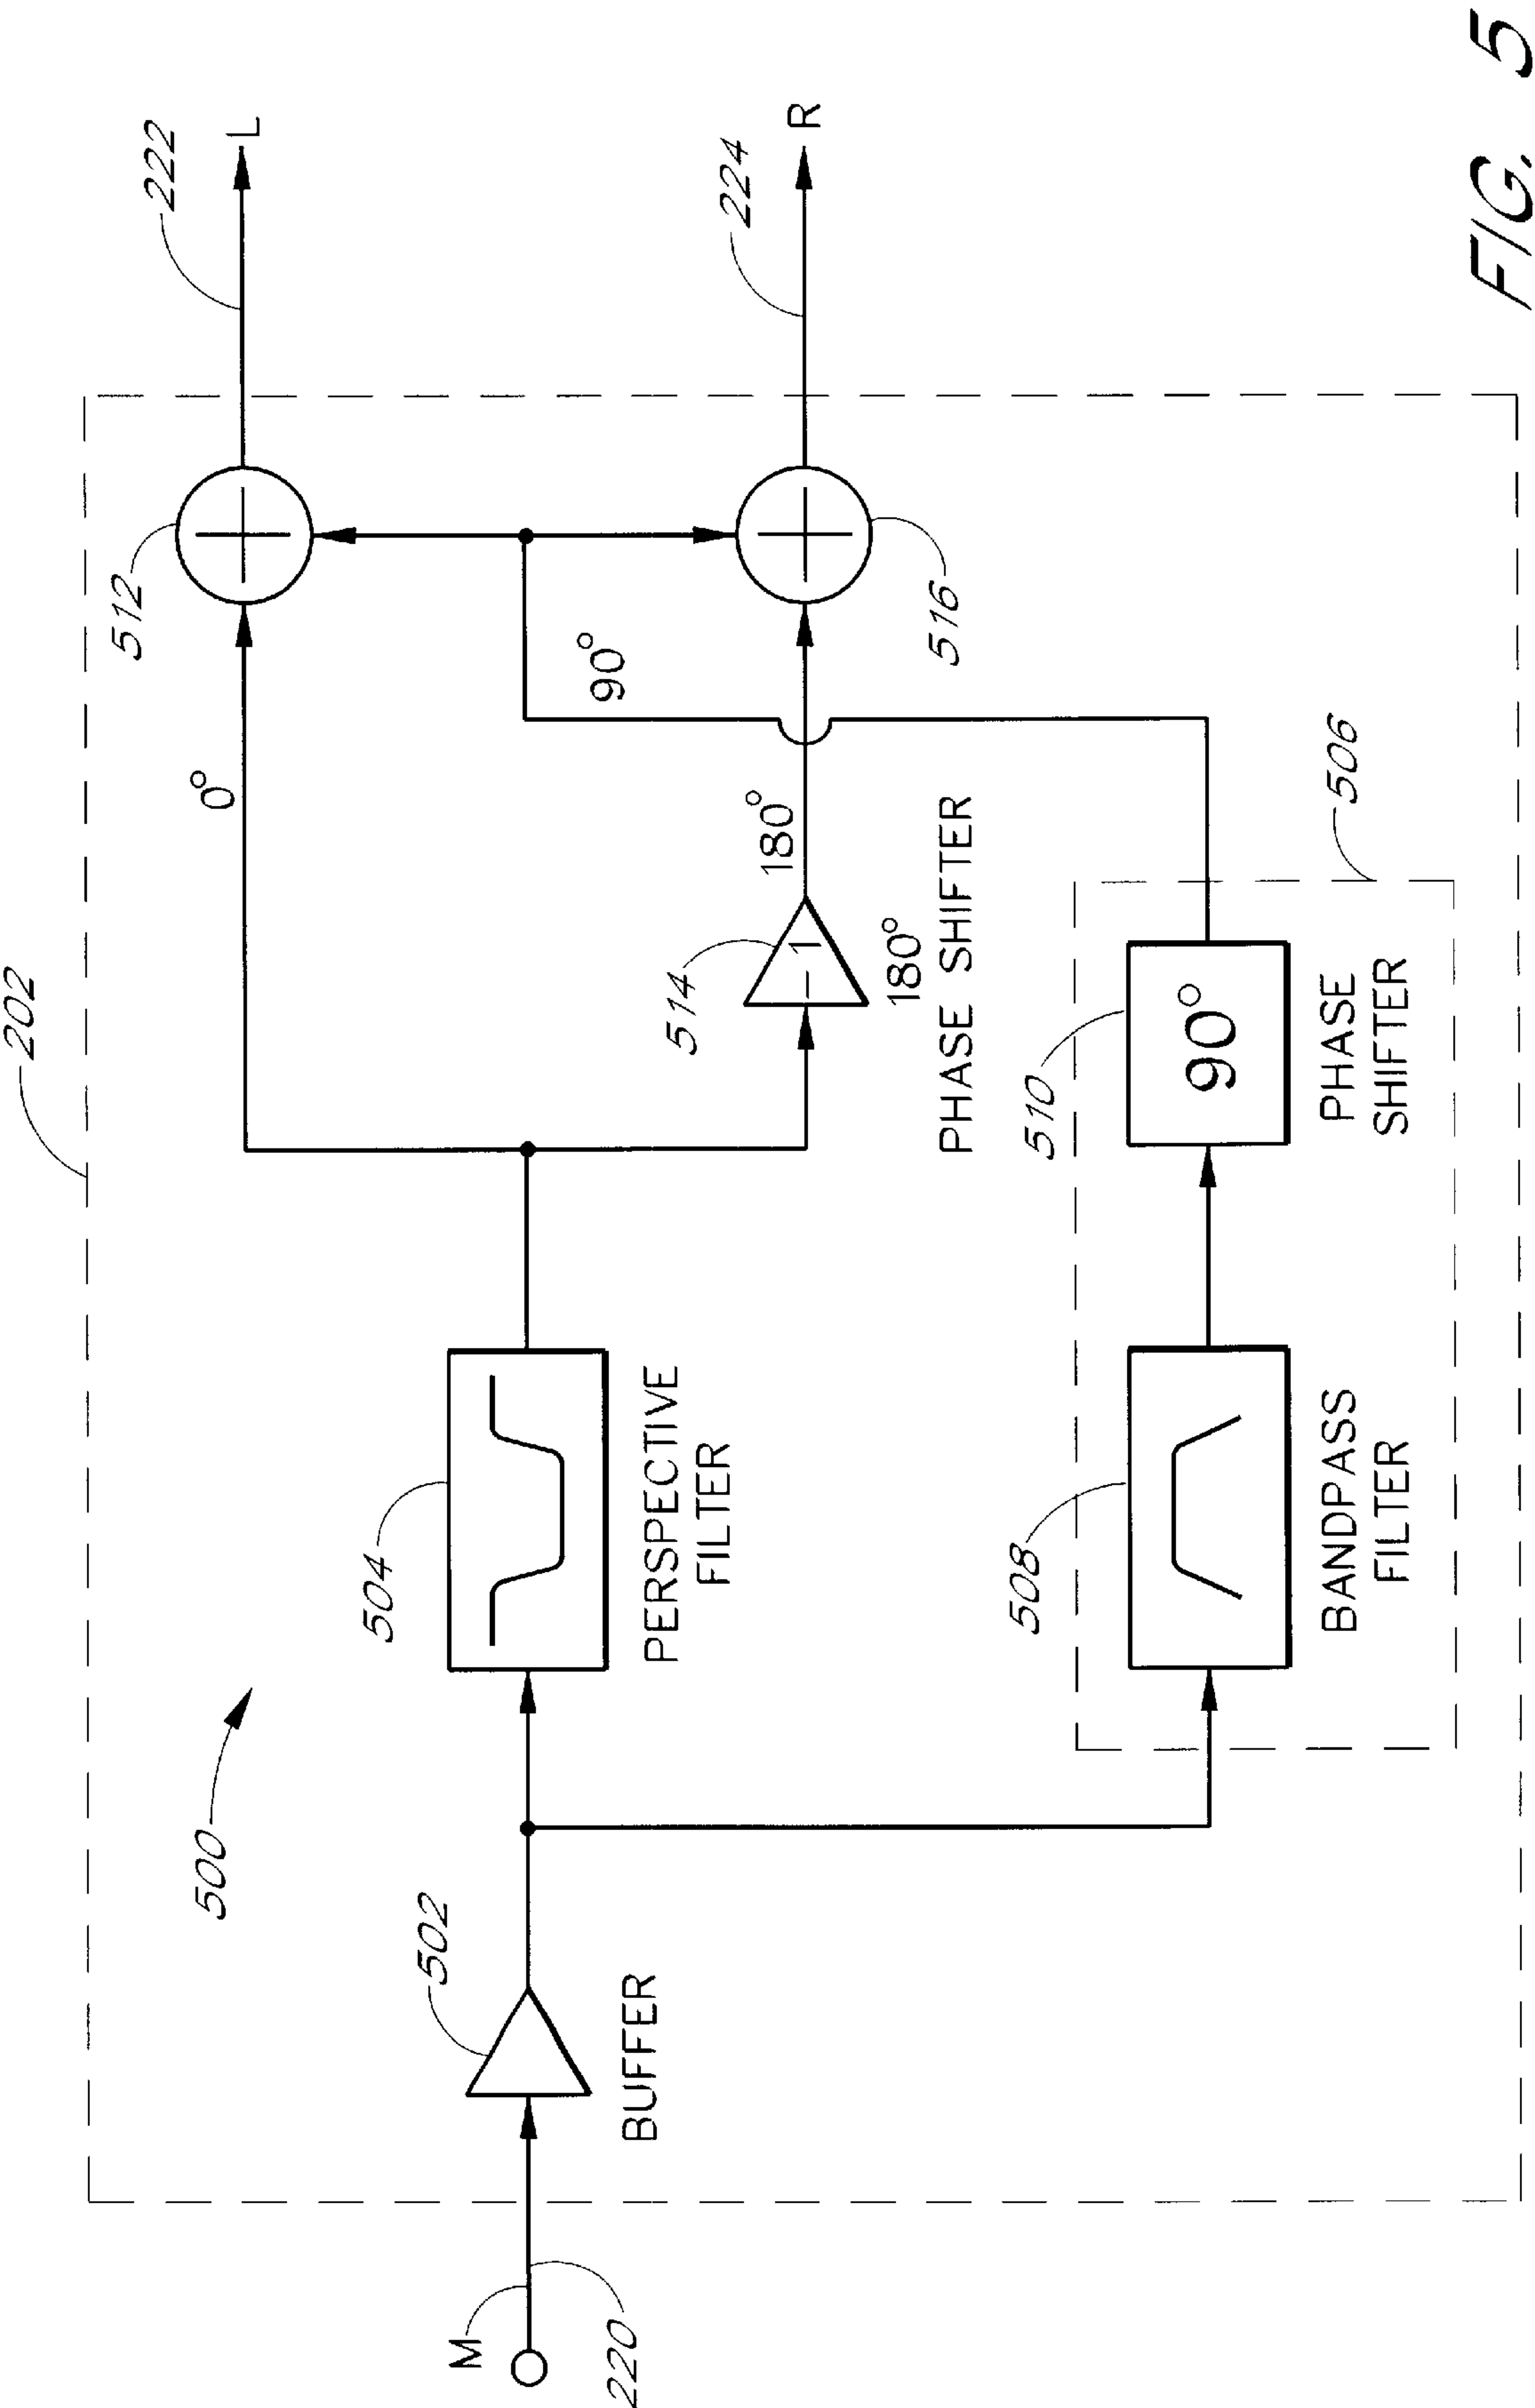 202
500
M
220
502
BUFFER
504
PERSPECTIVE
FILTER
508
BANDPASS
FILTER
506
510
90°
PHASE
SHIFTER
514
– 1
180°
PHASE SHIFTER
0°
180°
90°
512
516
222
L
224
R
FIG. 5